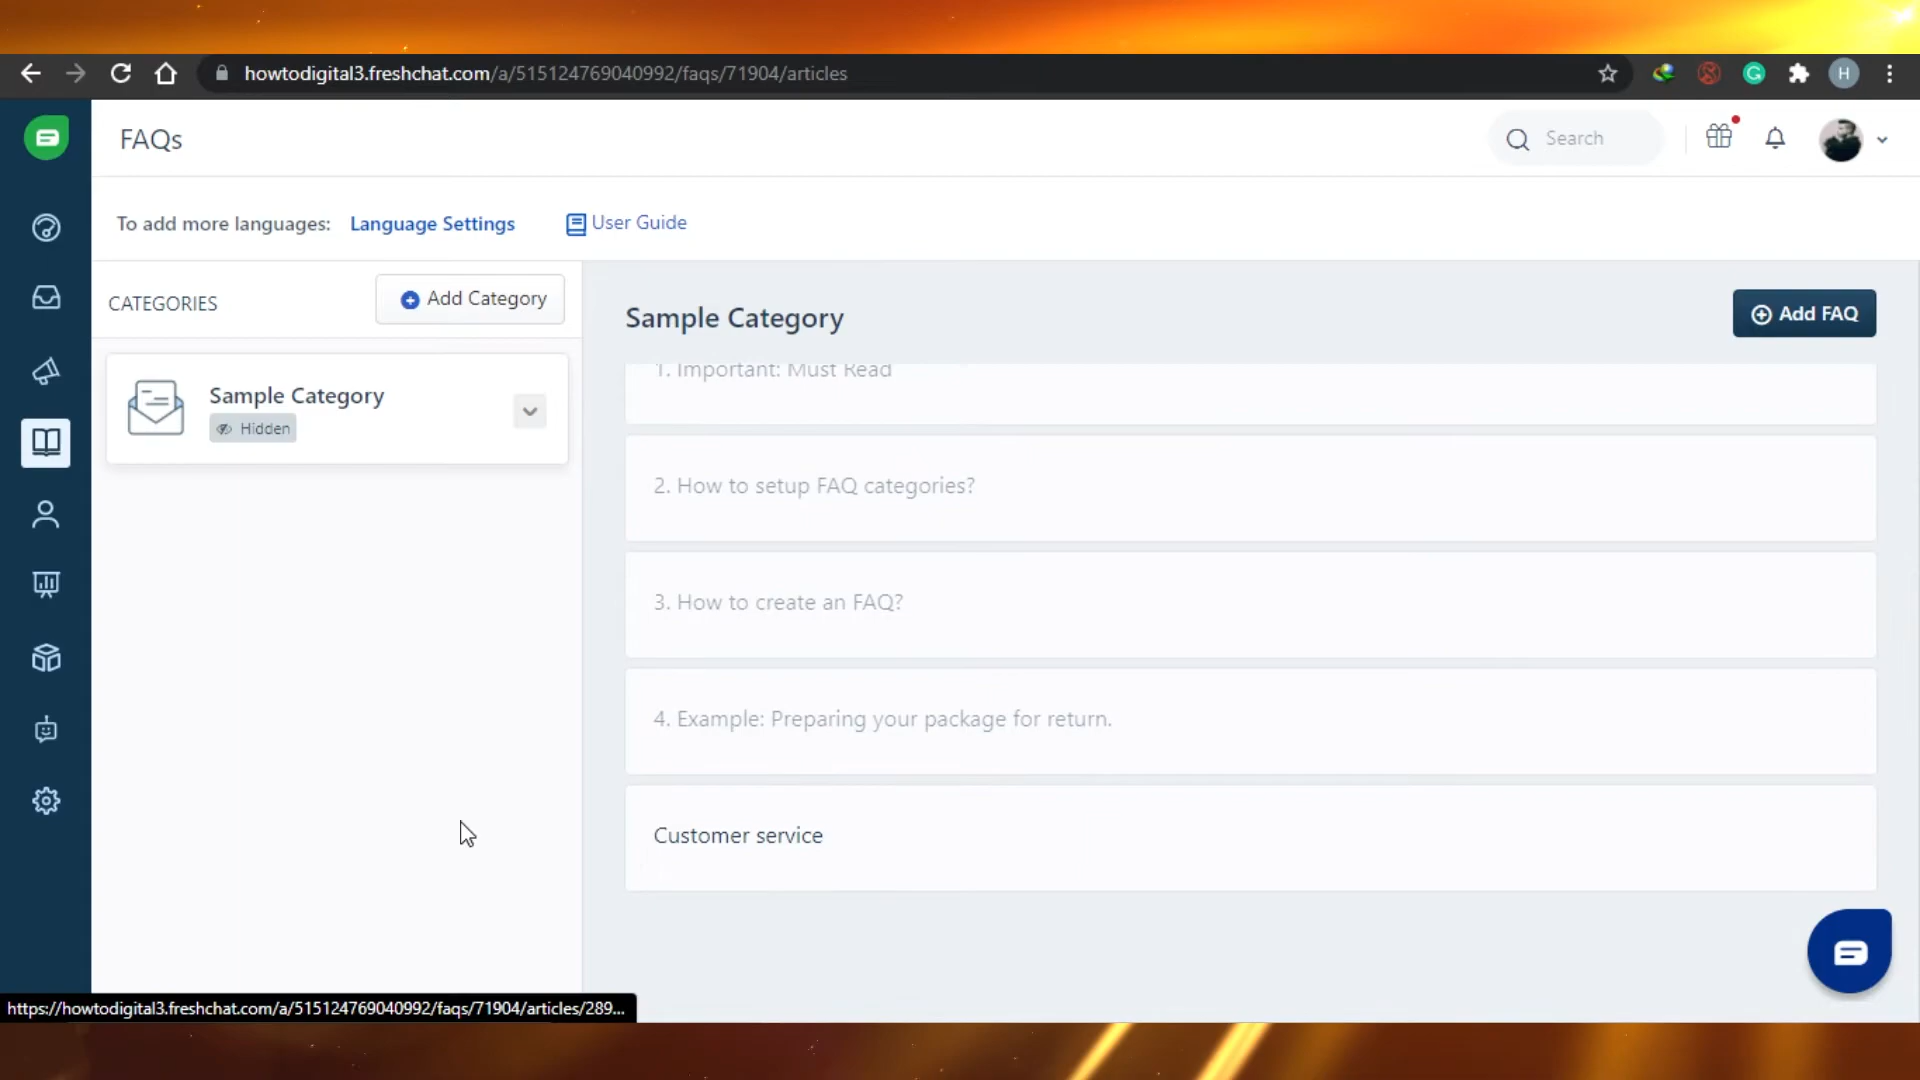 howtodigital3.freshchat.com/a/515124769040992/faqs/71904/articles
G
H
FAQs
Search
To add more languages: Language Settings User Guide
CATEGORIES
Add Category
Sample Category
Hidden
Sample Category
Add FAQ
1. Important: Must Read
2. How to setup FAQ categories?
3. How to create an FAQ?
4. Example: Preparing your package for return.
Customer service
https://howtodigital3.freshchat.com/a/515124769040992/faqs/71904/articles/289...